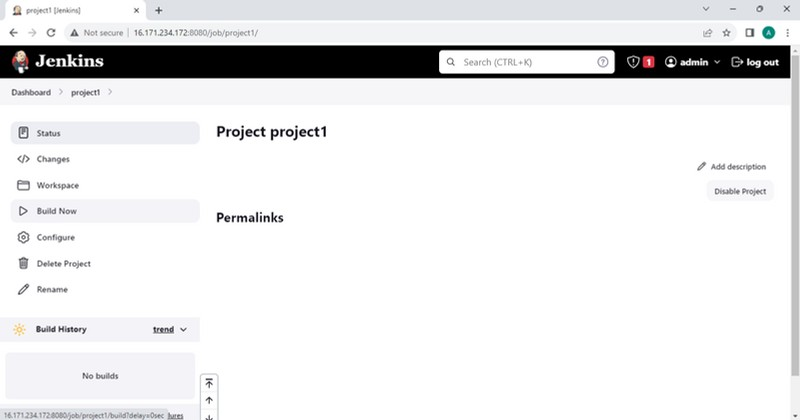 project1 [Jenkins]
Not secure
16.171.234.172:8080/job/project1/
A
Jenkins
Search (CTRL+K)
?
1
admin
log out
Dashboard
project1
Status
Changes
Workspace
Build Now
Configure
Delete Project
Rename
Build History
trend
No builds
Project project1
Add description
Disable Project
Permalinks
16.171.234.172:8080/job/project1/build?delay=0sec